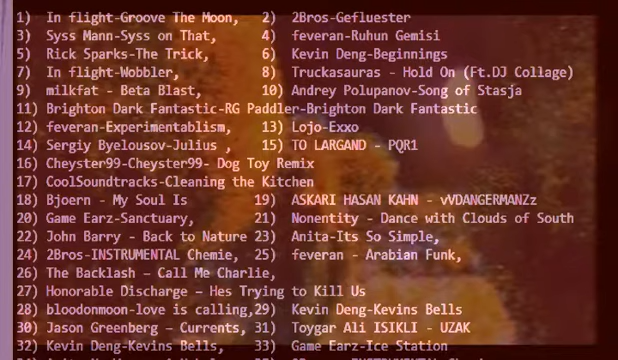 1) In flight-Groove The Moon, 2) 2Bros-Gefluester
3) Syss Mann-Syss on That, 4) feveran-Ruhun Gemisi
5) Rick Sparks-The Trick, 6) Kevin Deng-Beginnings
7) In flight-Wobbler, 8) Truckasauras - Hold On (Ft.DJ Collage)
9) milkfat - Beta Blast, 10) Andrey Polupanov-Song of Stasja
11) Brighton Dark Fantastic-RG Paddler-Brighton Dark Fantastic
12) feveran-Experimentablism, 13) Lojo-Exxo
14) Sergiy Byelousov-Julius , 15) TO LARGAND - PQR1
16) Cheyster99-Cheyster99- Dog Toy Remix
17) CoolSoundtracks-Cleaning the Kitchen
18) Bjoern - My Soul Is 19) ASKARI HASAN KAHN - vVDANGERMANZz
20) Game Earz-Sanctuary, 21) Nonentity - Dance with Clouds of South
22) John Barry - Back to Nature 23) Anita-Its So Simple,
24) 2Bros-INSTRUMENTAL Chemie, 25) feveran - Arabian Funk,
26) The Backlash – Call Me Charlie,
27) Honorable Discharge – Hes Trying to Kill Us
28) bloodonmoon-love is calling,29) Kevin Deng-Kevins Bells
30) Jason Greenberg – Currents, 31) Toygar Ali ISIKLI - UZAK
32) Kevin Deng-Kevins Bells, 33) Game Earz-Ice Station